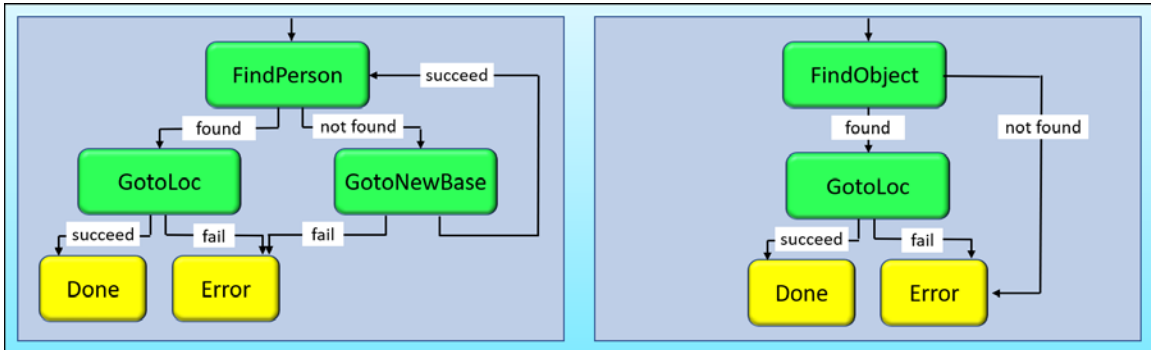 FindPerson
succeed
found
not found
GotoLoc
GotoNewBase
succeed
fail
fail
Done
Error
FindObject
found
not found
GotoLoc
succeed
fail
Done
Error